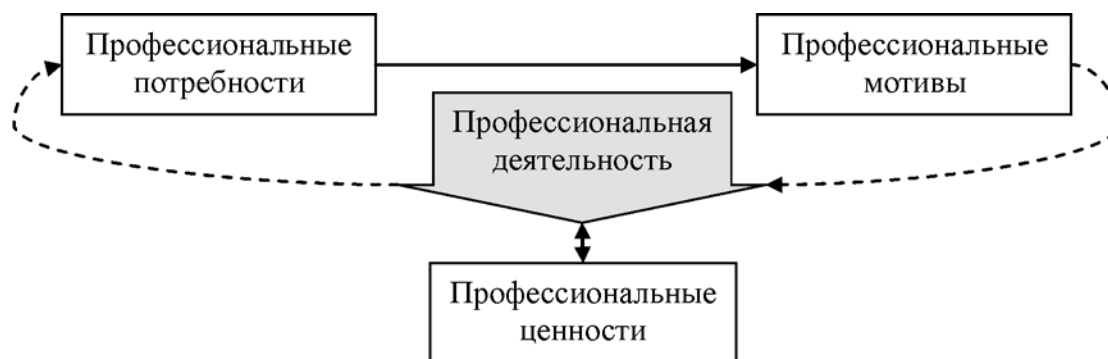 Профессиональные
потребности
Профессиональные
мотивы
Профессиональная
деятельность
Профессиональные
ценности